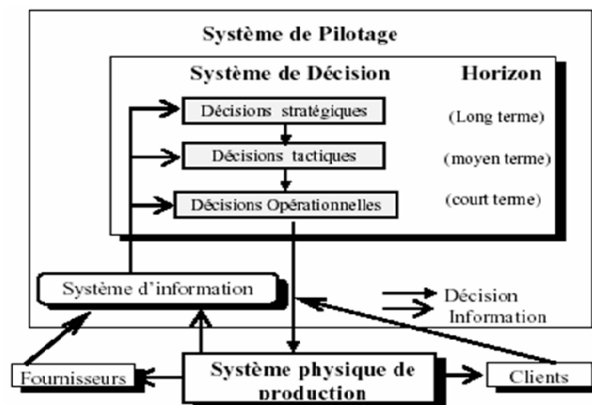 Système de Pilotage
Système de Décision
Horizon
Décisions stratégiques
(Long terme)
Décisions tactiques
(moyen terme)
Décisions Opérationnelles
(court terme)
Système d'information
Décision
Information
Fournisseurs
Système physique de
production
Clients